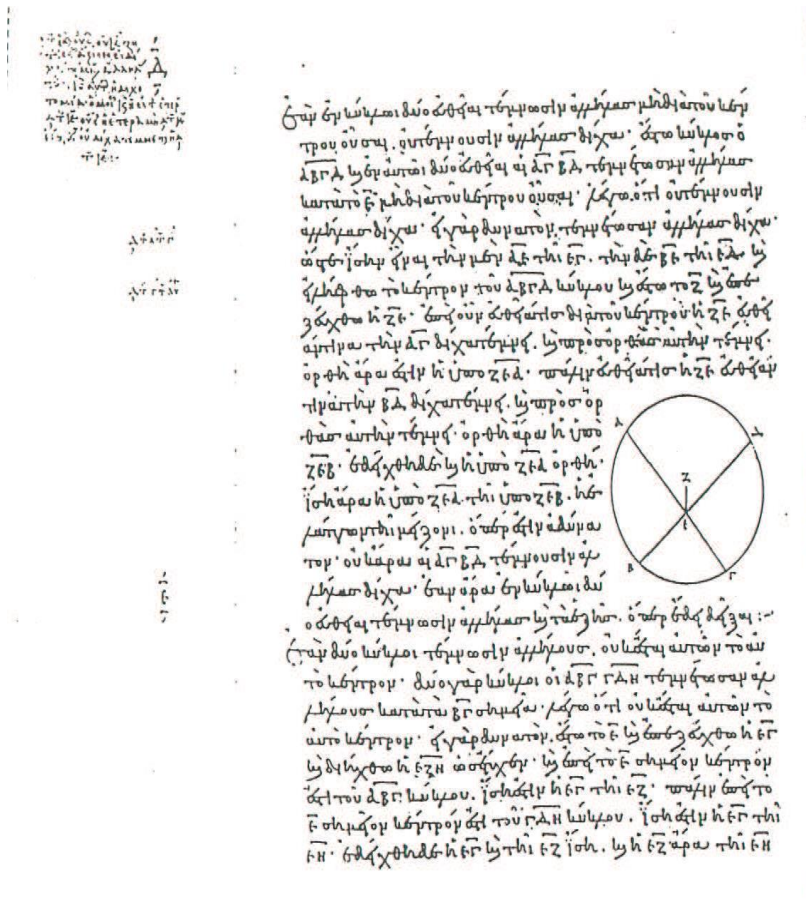 Δ
ἐὰν ἐν κύκλωι δύο εὐθεῖαι τέμνωσιν ἀλλήλας μὴ διὰ τοῦ κέν
τρου οὖσαι, οὐ τέμνουσιν ἀλλήλας δίχα· ἔστω κύκλος ὁ
ΑΒΓΔ καὶ ἐν αὐτῶι δύο εὐθεῖαι αἱ ΑΓ ΒΔ τεμνέτωσαν ἀλλήλας
κατὰ τὸ Ε μὴ διὰ τοῦ κέντρου οὖσαι· λέγω ὅτι οὐ τέμνουσιν
ἀλλήλας δίχα· εἰ γὰρ δυνατὸν, τεμνέτωσαν ἀλλήλας δίχα·
ὥστε ἴσην εἶναι τὴν μὲν ΑΕ τῆι ΕΓ, τὴν δὲ ΒΕ τῆι ΕΔ, καὶ
εἰλήφθω τὸ κέντρον τοῦ ΑΒΓΔ κύκλου καὶ ἔστω τὸ Ζ καὶ ἐπε
ζεύχθω ἡ ΖΕ· ἐπεὶ οὖν εὐθεῖά τις διὰ τοῦ κέντρου ἡ ΖΕ εὐθεῖ
άν τινα τὴν ΑΓ δίχα τέμνει, καὶ πρὸς ὀρθὰς αὐτὴν τέμνει·
ὀρθὴ ἄρα ἐστὶν ἡ ὑπὸ ΖΕΑ· πάλιν εὐθεῖά τις ἡ ΖΕ εὐθεῖάν
τινα τὴν ΒΔ δίχα τέμνει, καὶ πρὸς ὀρ
θὰς αὐτὴν τέμνει· ὀρθὴ ἄρα ἡ ὑπὸ
ΖΕΒ· ἐδείχθη δὲ καὶ ἡ ὑπὸ ΖΕΑ ὀρθή·
ἴση ἄρα ἡ ὑπὸ ΖΕΑ τῆι ὑπὸ ΖΕΒ, ἡ ἐ
λάττων τῆι μείζονι, ὅπερ ἐστὶν ἀδύνα
τον· οὐκ ἄρα αἱ ΑΓ ΒΔ τέμνουσιν ἀλ
λήλας δίχα· ἐὰν ἄρα ἐν κύκλωι δύ
ο εὐθεῖαι τέμνωσιν ἀλλήλας καὶ τὰ ἑξῆς, ὅπερ ἔδει δεῖξαι:~
Α
Δ
Ζ
Ε
Β
Γ
Ε
ἐὰν δύο κύκλοι τέμνωσιν ἀλλήλους, οὐκ ἔσται αὐτῶν τὸ αὐ
τὸ κέντρον· δύο γὰρ κύκλοι οἱ ΑΒΓ ΓΔΗ τεμνέτωσαν ἀλ
λήλους κατὰ τὰ ΒΓ σημεῖα· λέγω ὅτι οὐκ ἔσται αὐτῶν τὸ
αὐτὸ κέντρον· εἰ γὰρ δυνατόν, ἔστω τὸ Ε καὶ ἐπεζεύχθω ἡ ΕΓ
καὶ διήχθω ἡ ΕΖΗ ὡς ἔτυχεν· καὶ ἐπεὶ τὸ Ε σημεῖον κέντρον
ἐστὶ τοῦ ΑΒΓ κύκλου, ἴση ἐστὶν ἡ ΕΓ τῆι ΕΖ· πάλιν ἐπεὶ τὸ
Ε σημεῖον κέντρον ἐστὶ τοῦ ΓΔΗ κύκλου, ἴση ἐστὶν ἡ ΕΓ τῆι
ΕΗ· ἐδείχθη δὲ ἡ ΕΓ καὶ τῆι ΕΖ ἴση, καὶ ἡ ΕΖ ἄρα τῆι ΕΗ